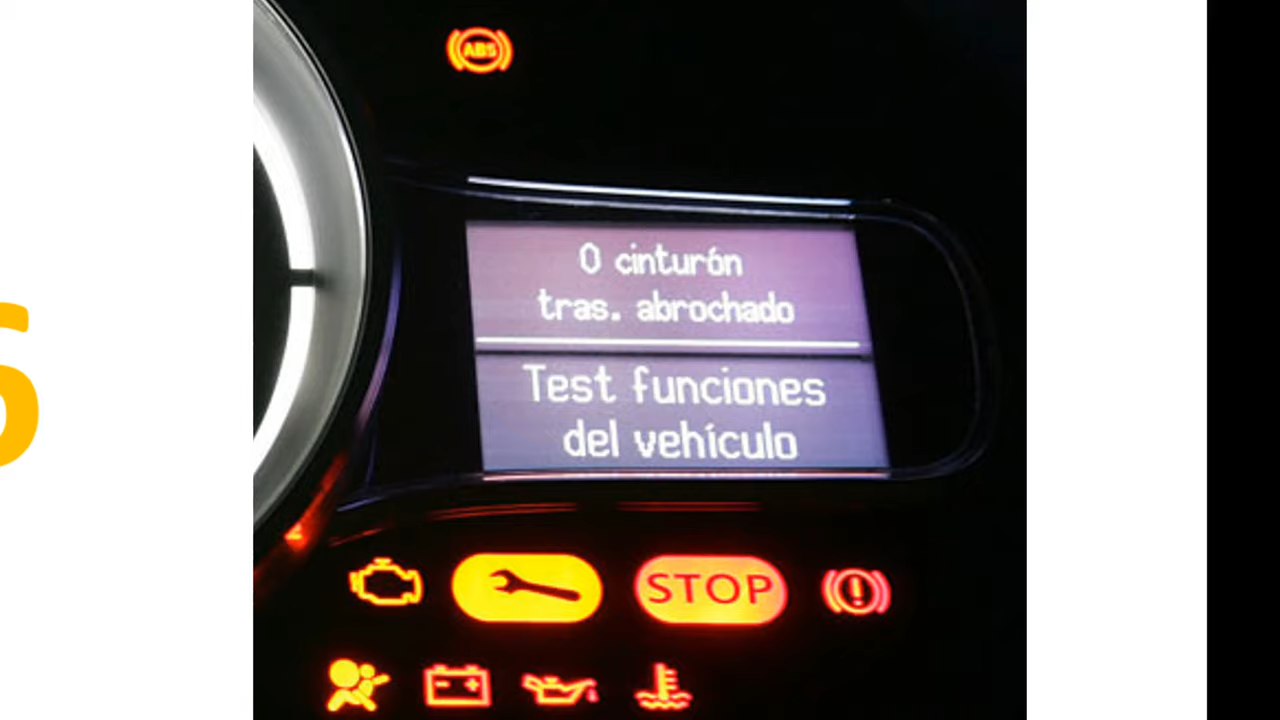 ABS
0 cinturón
tras. abrochado
Test funciones
del vehículo
STOP